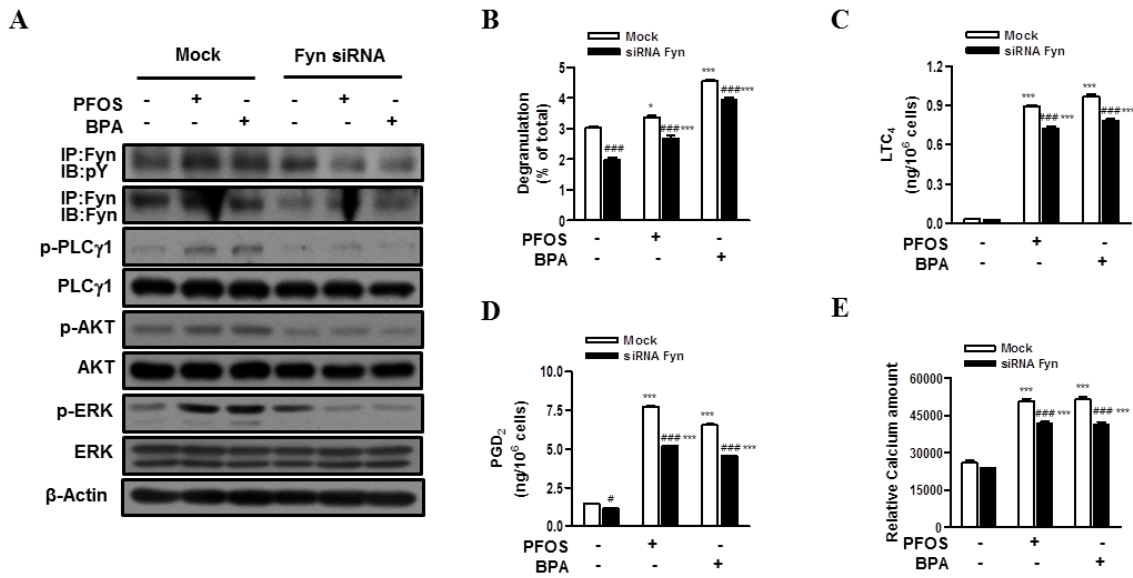 A
Mock Fyn siRNA
PFOS - + - - + -
BPA - - + - - +
IP:Fyn
IB:pY
IP:Fyn
IB:Fyn
p-PLCγ1
PLCγ1
p-AKT
AKT
p-ERK
ERK
β-Actin
B
Mock
siRNA Fyn
Degranulation
(% of total)
5
4
3
2
1
0
###
*
###***
***
###***
PFOS - +
BPA - +
C
Mock
siRNA Fyn
LTC4
(ng/10⁶ cells)
1.2
0.9
0.6
0.3
0.0
***
###***
***
###***
PFOS - +
BPA - +
D
Mock
siRNA Fyn
PGD2
(ng/10⁶ cells)
10.0
7.5
5.0
2.5
0.0
#
***
###***
***
###***
PFOS - +
BPA - +
E
Mock
siRNA Fyn
Relative Calcium amount
60000
45000
30000
15000
0
***
###***
***
### ***
PFOS - +
BPA - +